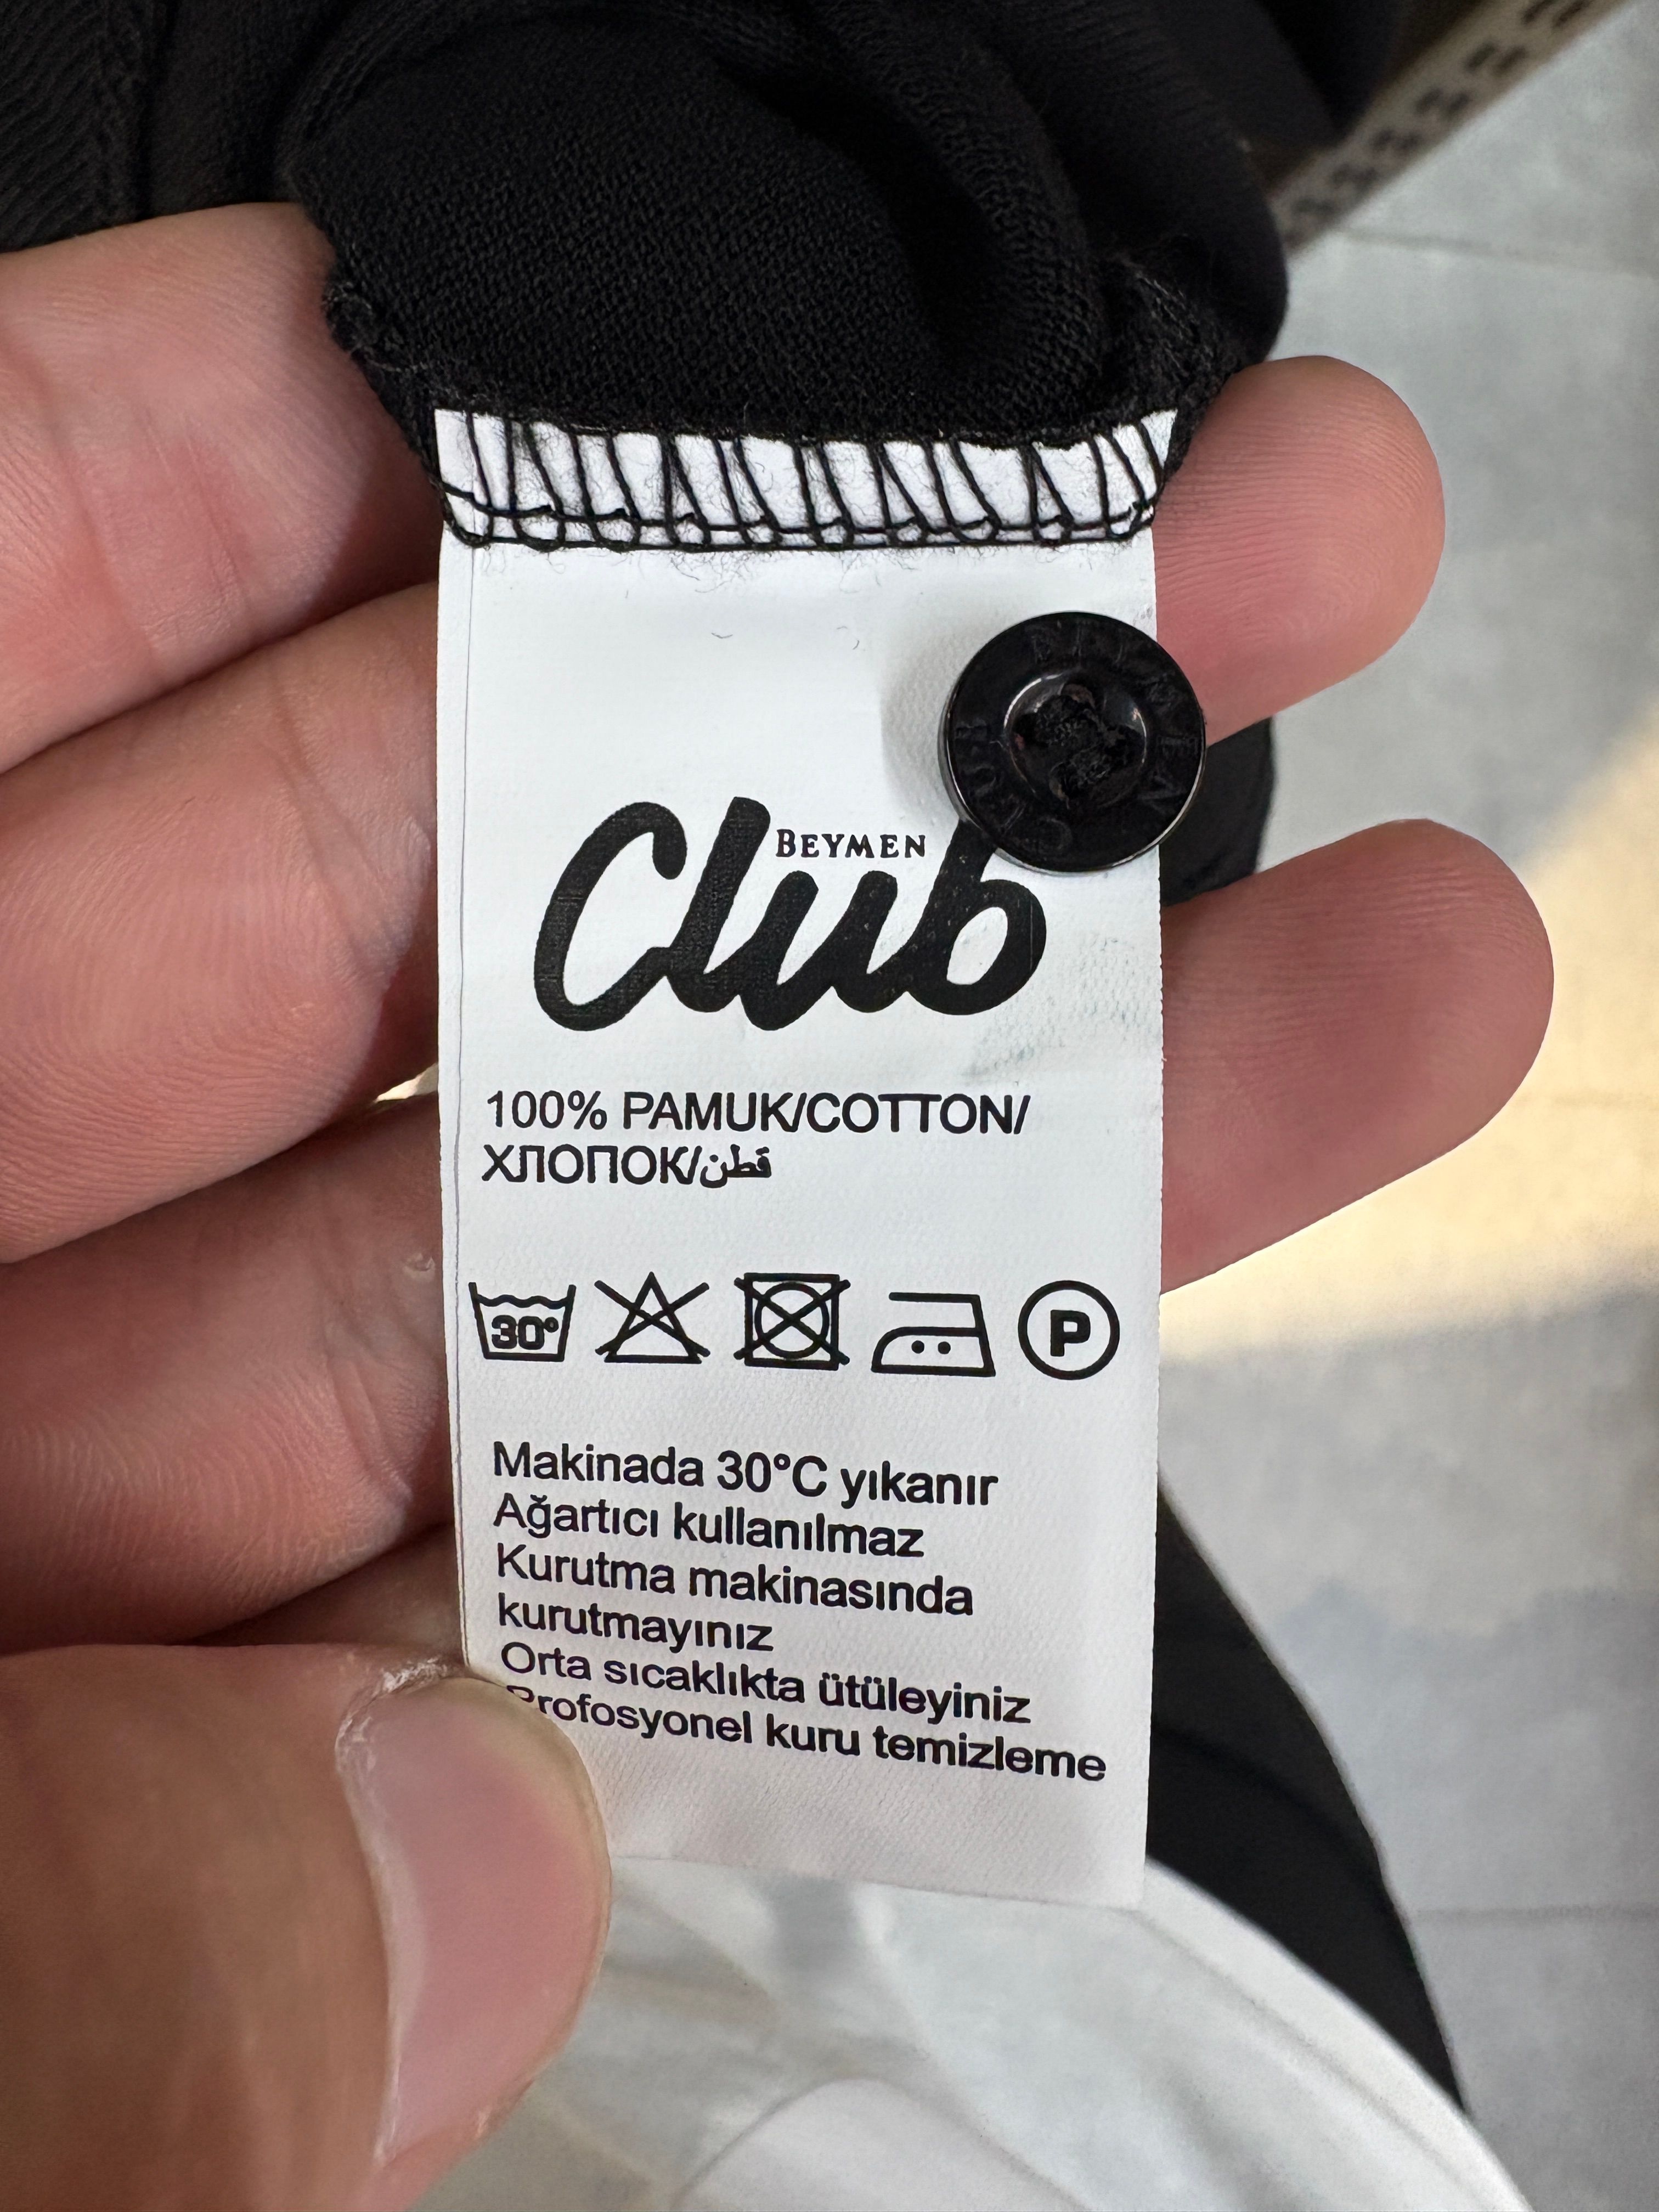 BEYMEN
Club
100% PAMUK/COTTON/
ХЛОПОК/قطن
30°
P
Makinada 30°C yıkanır
Ağartıcı kullanılmaz
Kurutma makinasında
kurutmayınız
Orta sıcaklıkta ütüleyiniz
Profosyonel kuru temizleme